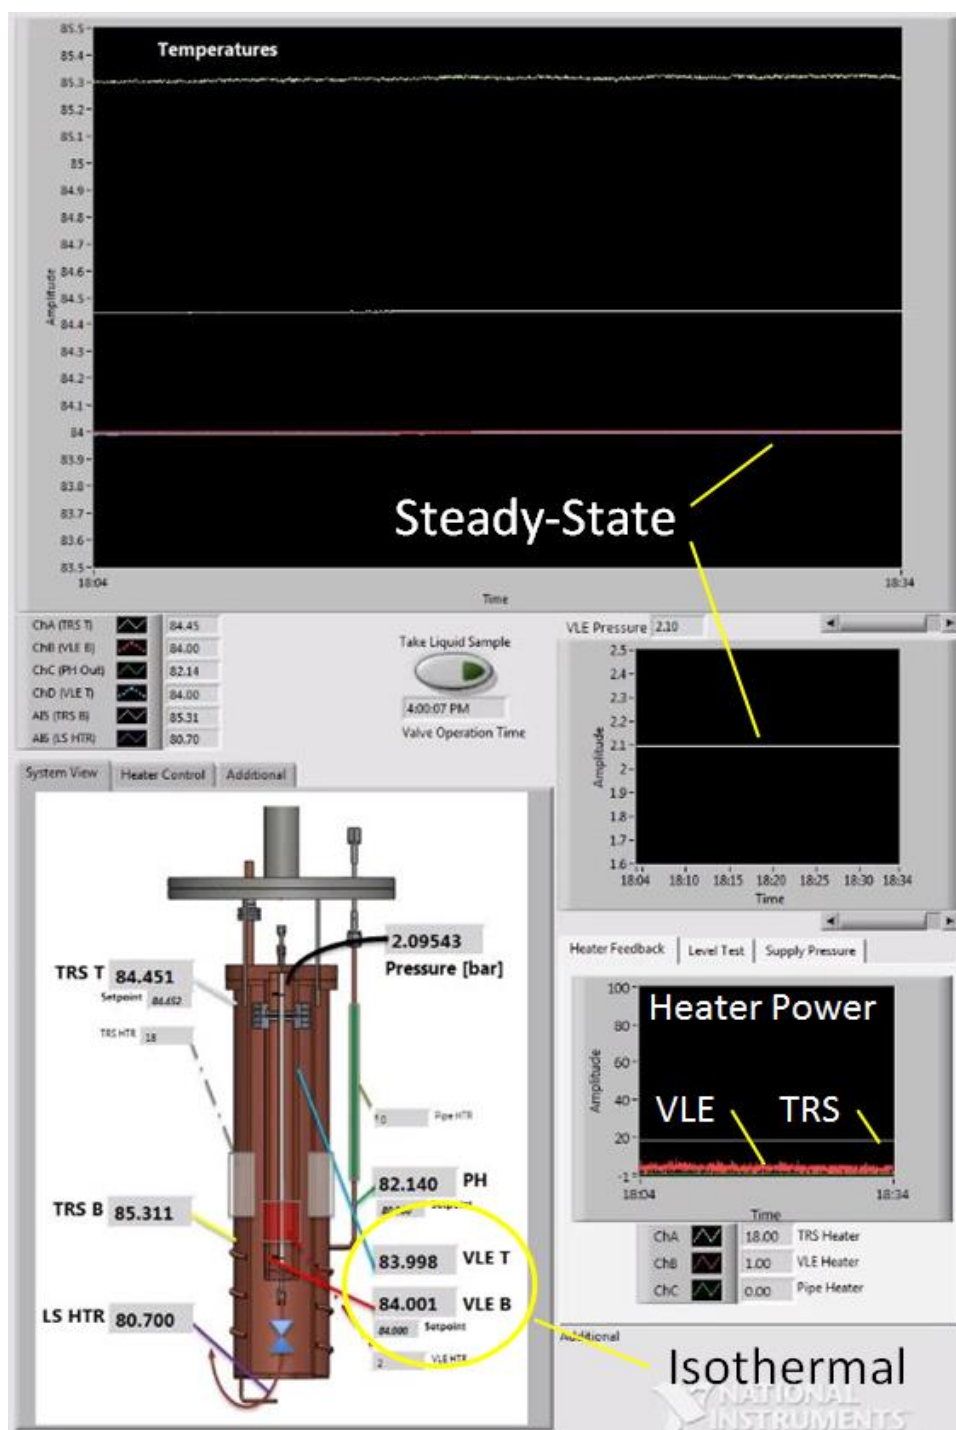 Temperatures
85.5
85.4
85.3
85.2
85.1
85
84.9
84.8
84.7
84.6
84.5
84.4
84.3
84.2
84.1
84
83.9
83.8
83.7
83.6
83.5
Amplitude
18:04
18:34
Time
Steady-State
ChA (TRS T) 84.45
ChB (VLE B) 84.00
ChC (PH Out) 82.14
ChD (VLE T) 84.00
AI5 (TRS B) 85.31
AI6 (LS HTR) 80.70
Take Liquid Sample
4:00:07 PM
Valve Operation Time
VLE Pressure 2.10
2.5
2.4
2.3
2.2
2.1
2
1.9
1.8
1.7
1.6
Amplitude
18:04 18:10 18:15 18:20 18:25 18:30 18:34
Time
System View Heater Control Additional
2.09543
Pressure [bar]
TRS T 84.451
Setpoint 84.452
TRS HTR 18
Pipe HTR
82.140 PH
Setpoint
TRS B 85.311
83.998 VLE T
84.001 VLE B
84.000 Setpoint
2 VLE HTR
LS HTR 80.700
Heater Feedback Level Test Supply Pressure
Heater Power
100
80
60
40
20
-1
Amplitude
VLE TRS
18:04 18:34
Time
ChA 18.00 TRS Heater
ChB 1.00 VLE Heater
ChC 0.00 Pipe Heater
Additional
Isothermal
NATIONAL
INSTRUMENTS